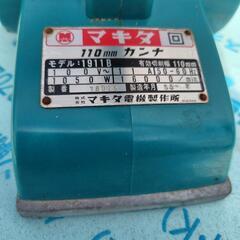 マキタ
110mm カンナ
モデル:1911B 有効切削幅 110mm
100V~ 11A 50-60Hz
1050W 16000/min
製番 製造年月
株式会社 マキタ電機製作所